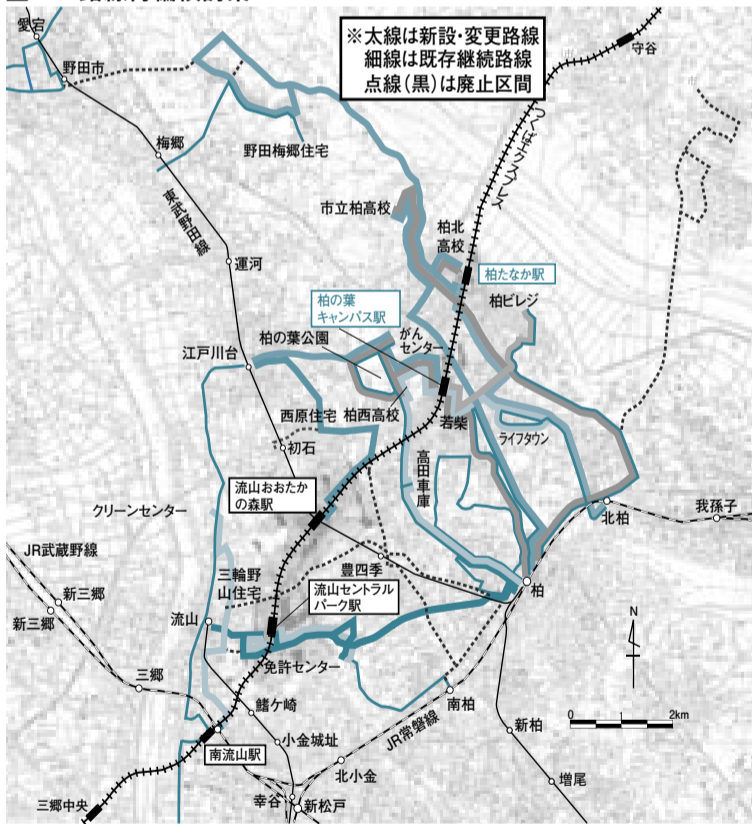 愛宕
野田市
※太線は新設・変更路線
細線は既存継続路線
点線(黒)は廃止区間
守谷
つくばエクスプレス
梅郷
野田梅郷住宅
東武野田線
市立柏高校
柏北
高校
運河
柏たなか駅
柏ビレジ
柏の葉
キャンパス駅
がん
センター
柏の葉公園
江戸川台
西原住宅
柏西高校
若柴
ライフタウン
初石
高田車庫
流山おおたか
の森駅
北柏
我孫子
クリーンセンター
JR武蔵野線
新三郷
新三郷
三輪野
山住宅
豊四季
流山セントラル
パーク駅
柏
流山
N
免許センター
三郷
鰭ケ崎
南柏
0
2km
新柏
JR常磐線
小金城址
南流山駅
北小金
増尾
三郷中央
幸谷
新松戸